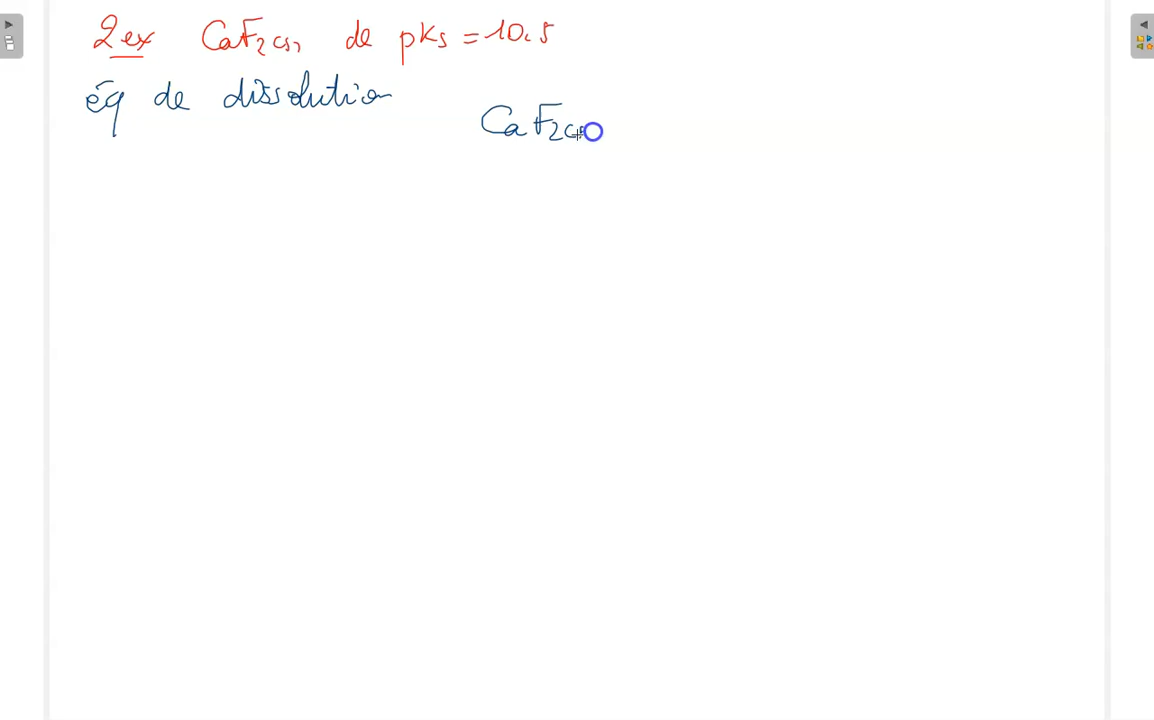 2ex CaF₂(s) de pks = 10.5
éq de dissolution CaF₂(s